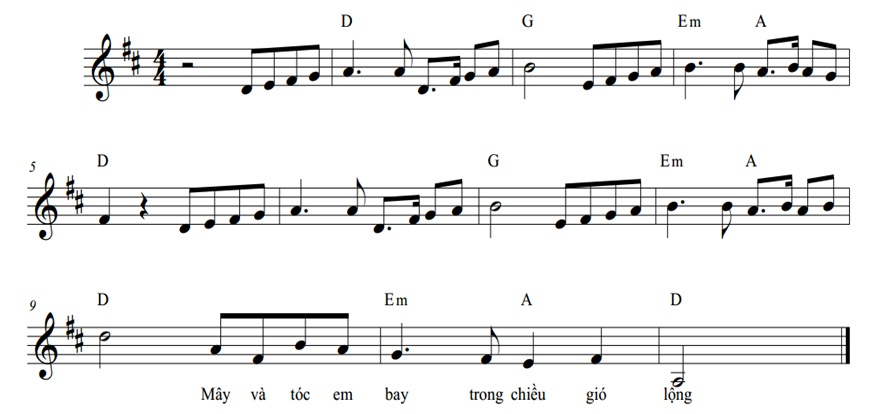 D G Em A
5 D G Em A
9 D Em A D
Mây và tóc em bay trong chiều gió lộng